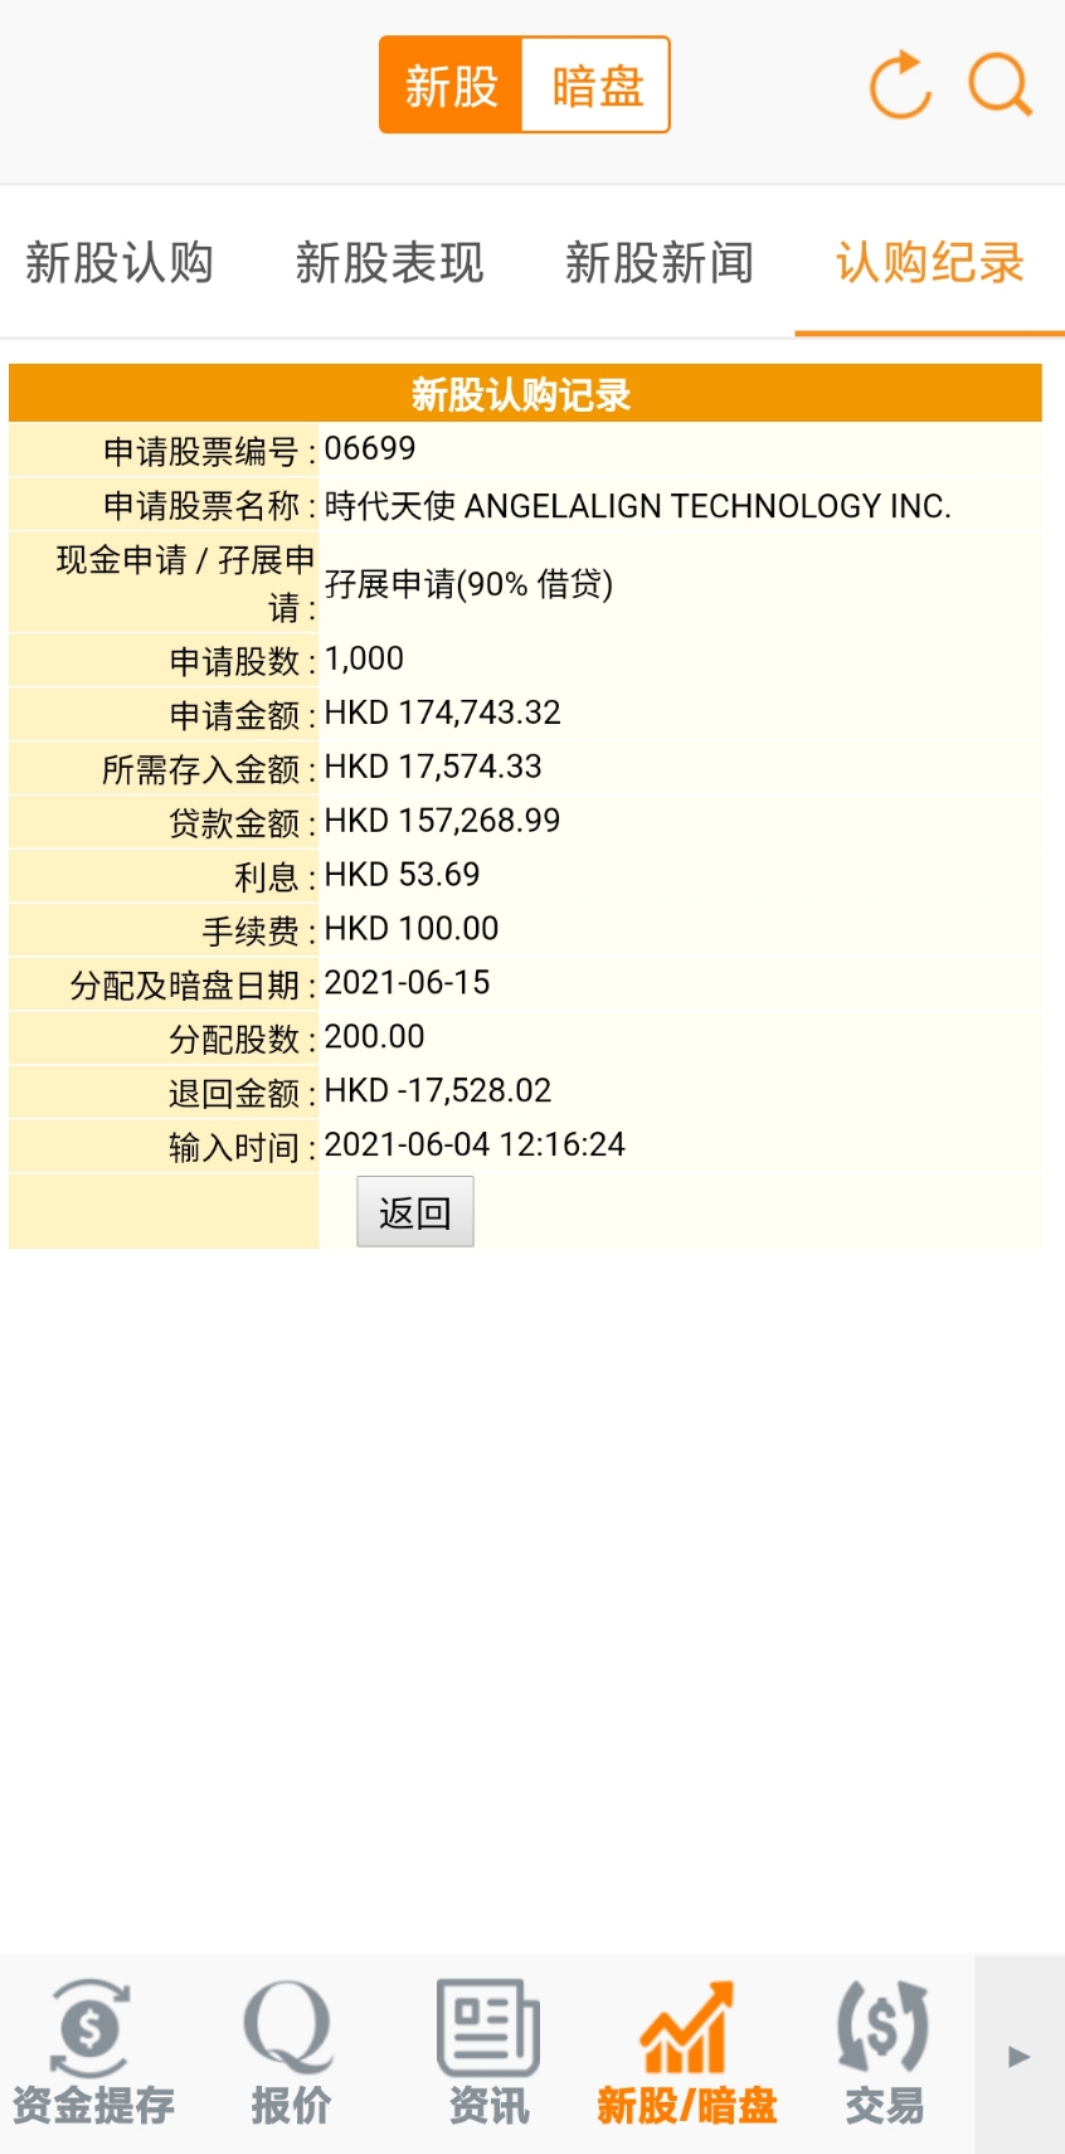 新股 暗盘
新股认购 新股表现 新股新闻 认购纪录
新股认购记录
申请股票编号 : 06699
申请股票名称 : 時代天使 ANGELALIGN TECHNOLOGY INC.
现金申请 / 孖展申
请 : 孖展申请(90% 借贷)
申请股数 : 1,000
申请金额 : HKD 174,743.32
所需存入金额 : HKD 17,574.33
贷款金额 : HKD 157,268.99
利息 : HKD 53.69
手续费 : HKD 100.00
分配及暗盘日期 : 2021-06-15
分配股数 : 200.00
退回金额 : HKD -17,528.02
输入时间 : 2021-06-04 12:16:24
返回
资金提存 报价 资讯 新股/暗盘 交易